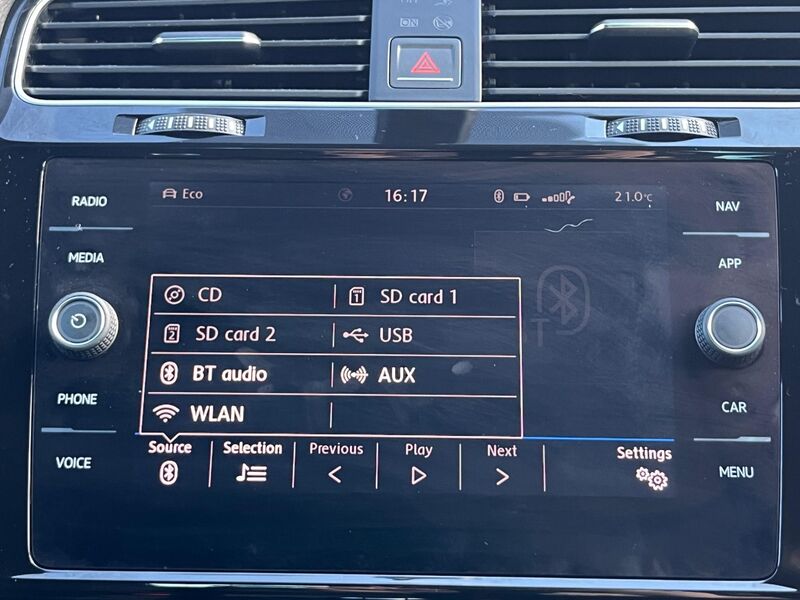 ON
RADIO
MEDIA
PHONE
VOICE
Eco 16:17 21.0°C
CD
SD card 1
SD card 2
USB
BT audio
AUX
WLAN
Source Selection Previous Play Next Settings
NAV
APP
CAR
MENU